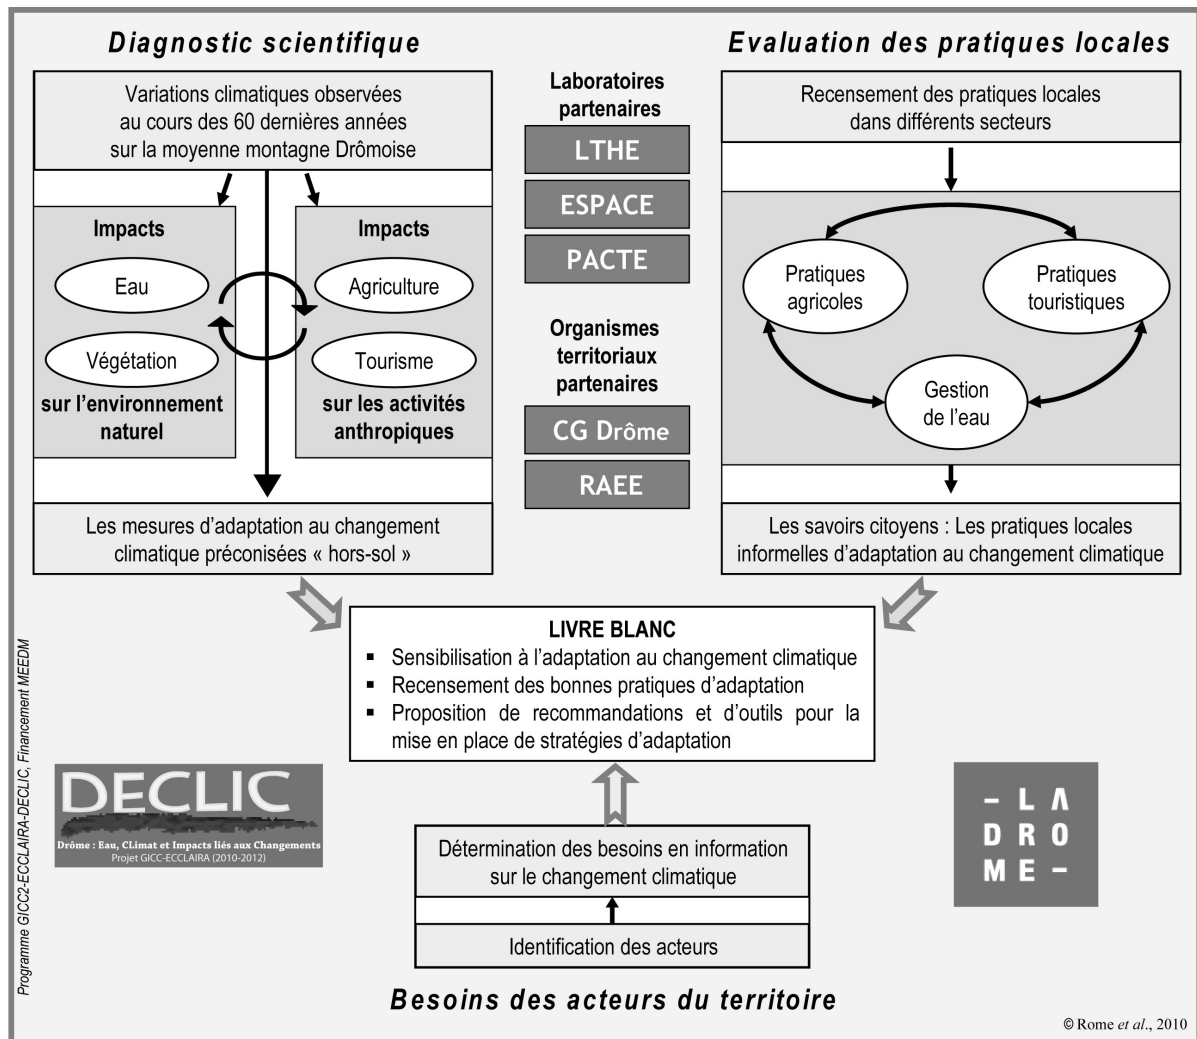 Diagnostic scientifique
Variations climatiques observées
au cours des 60 dernières années
sur la moyenne montagne Drômoise
Impacts
Eau
Végétation
sur l'environnement
naturel
Impacts
Agriculture
Tourisme
sur les activités
anthropiques
Les mesures d'adaptation au changement
climatique préconisées « hors-sol »
Laboratoires
partenaires
LTHE
ESPACE
PACTE
Organismes
territoriaux
partenaires
CG Drôme
RAEE
Evaluation des pratiques locales
Recensement des pratiques locales
dans différents secteurs
Pratiques
agricoles
Pratiques
touristiques
Gestion
de l'eau
Les savoirs citoyens : Les pratiques locales
informelles d'adaptation au changement climatique
LIVRE BLANC
▪ Sensibilisation à l'adaptation au changement climatique
▪ Recensement des bonnes pratiques d'adaptation
▪ Proposition de recommandations et d'outils pour la
mise en place de stratégies d'adaptation
DECLIC
Drôme : Eau, CLimat et Impacts liés aux Changements
Projet GICC-ECCLAIRA (2010-2012)
– L A
D R O
M E –
Détermination des besoins en information
sur le changement climatique
Identification des acteurs
Besoins des acteurs du territoire
Programme GICC2-ECCLAIRA-DECLIC, Financement MEEDM
© Rome et al., 2010